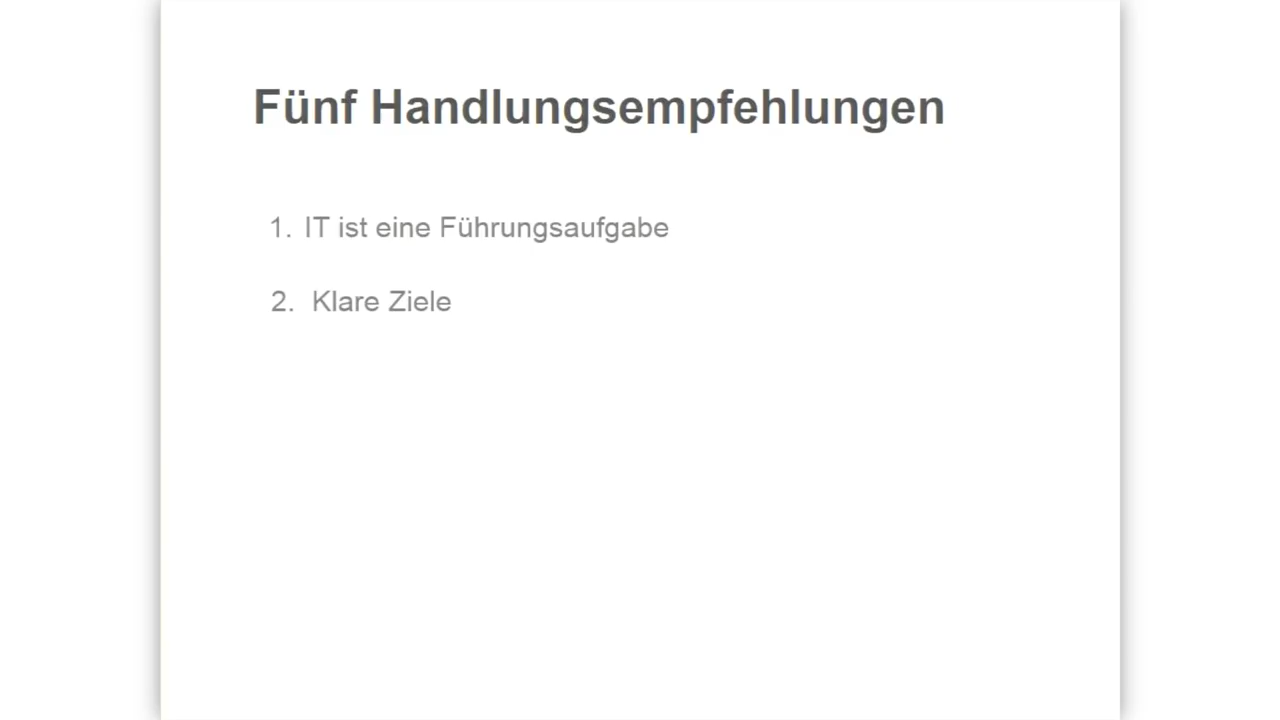 Fünf Handlungsempfehlungen
1. IT ist eine Führungsaufgabe
2. Klare Ziele